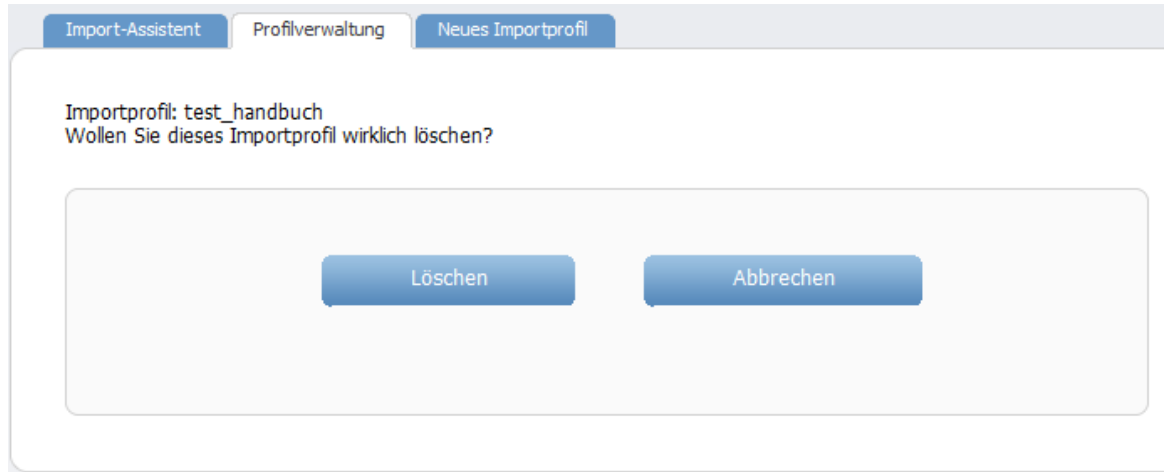 Import-Assistent Profilverwaltung Neues Importprofil
Importprofil: test_handbuch
Wollen Sie dieses Importprofil wirklich löschen?
Löschen Abbrechen